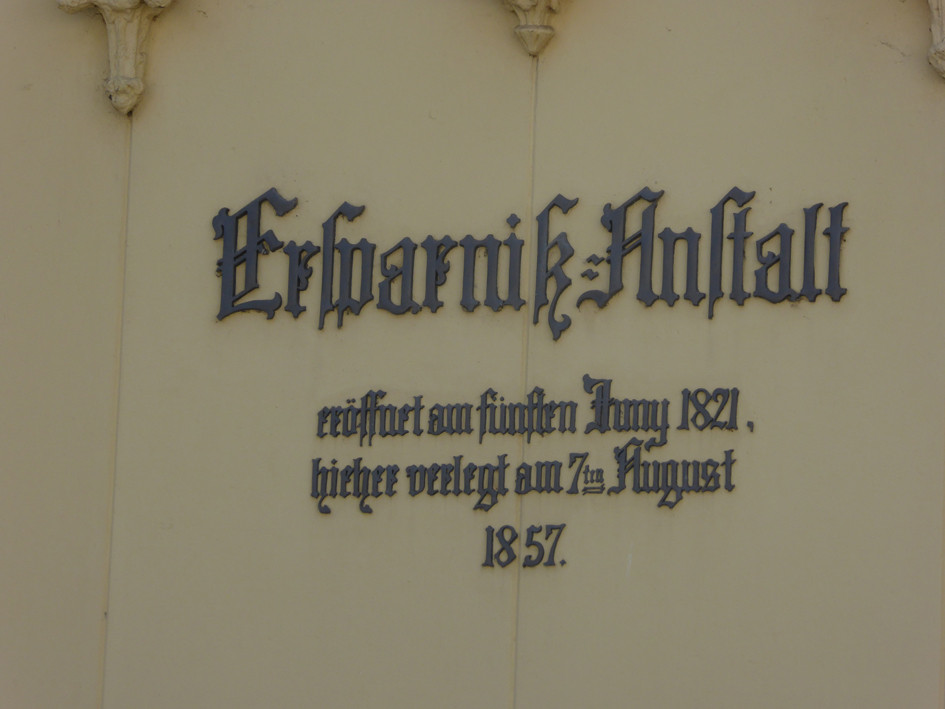 Ersparniß-Anstalt
eröffnet am fünften Juny 1821,
hieher verlegt am 7ten August
1857.